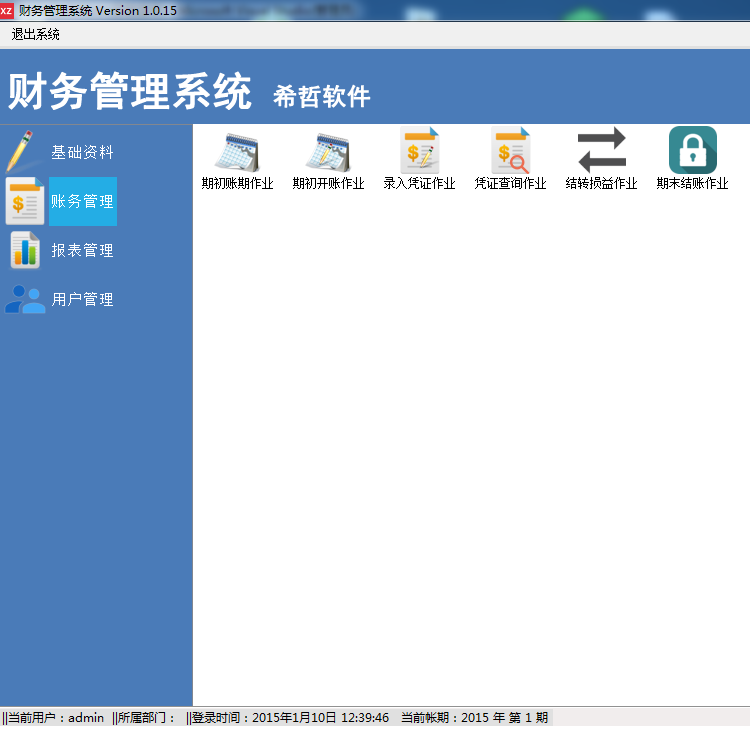 XZ 财务管理系统 Version 1.0.15
退出系统
财务管理系统 希哲软件
基础资料
账务管理
报表管理
用户管理
期初账期作业 期初开账作业 录入凭证作业 凭证查询作业 结转损益作业 期末结账作业
||当前用户：admin ||所属部门： ||登录时间：2015年1月10日 12:39:46 当前帐期：2015 年 第 1 期